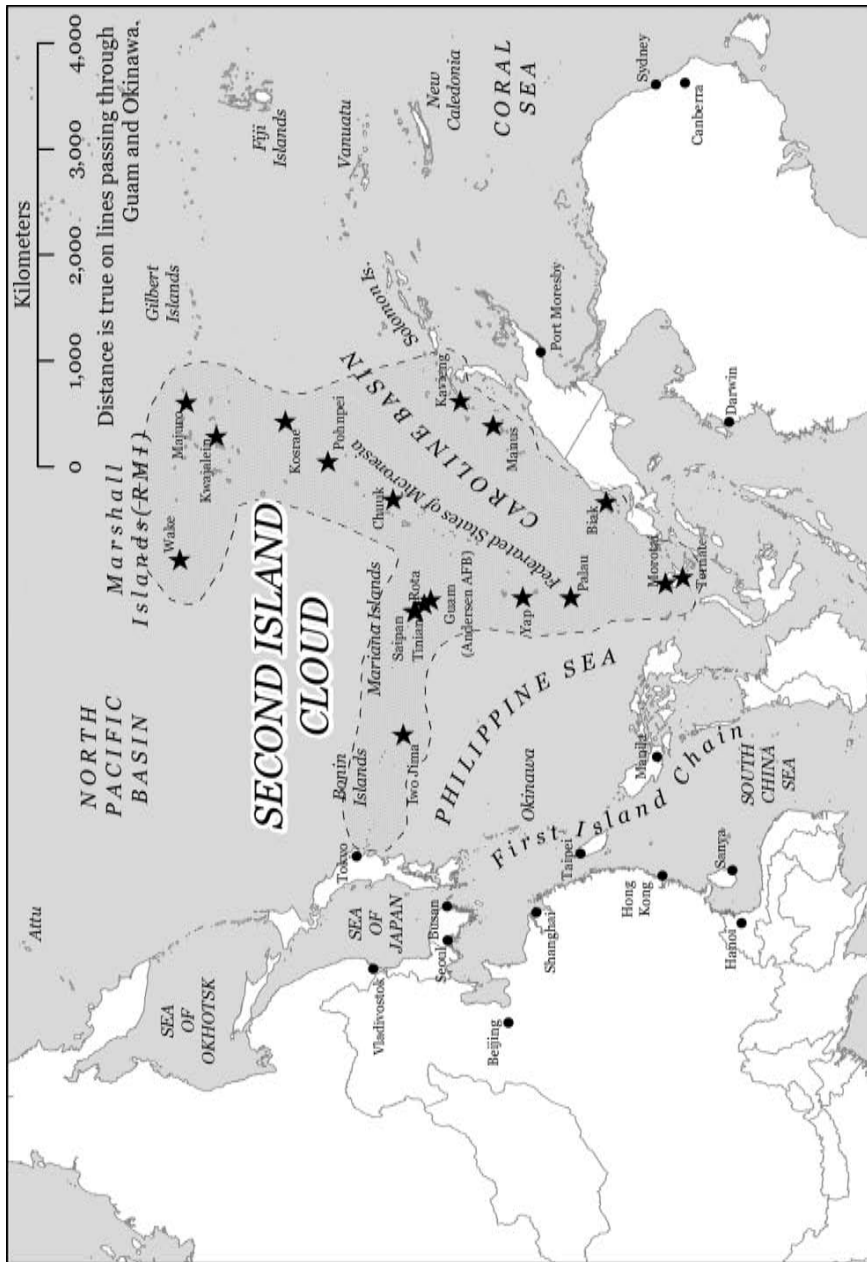 Kilometers
0 1,000 2,000 3,000 4,000
Distance is true on lines passing through
Guam and Okinawa.
Attu
NORTH
PACIFIC
BASIN
Marshall
Islands (RMI)
Gilbert
Islands
Fiji
Islands
Vanuatu
New
Caledonia
CORAL
SEA
Solomon Is.
SEA
OF
OKHOTSK
SECOND ISLAND
CLOUD
Wake
Majuro
Kwajalein
Kosrae
Pohnpei
Chuuk
Federated States of Micronesia
CAROLINE BASIN
Kavieng
Manus
Biak
Bonin
Islands
Iwo Jima
Mariana Islands
Saipan
Tinian
Rota
Guam
(Andersen AFB)
Yap
Palau
Morotai
Ternate
PHILIPPINE SEA
Okinawa
First Island Chain
Tokyo
SEA
OF
JAPAN
Vladivostok
Seoul
Busan
Beijing
Shanghai
Taipei
Hong
Kong
Manila
SOUTH
CHINA
SEA
Sanya
Hanoi
Port Moresby
Darwin
Sydney
Canberra